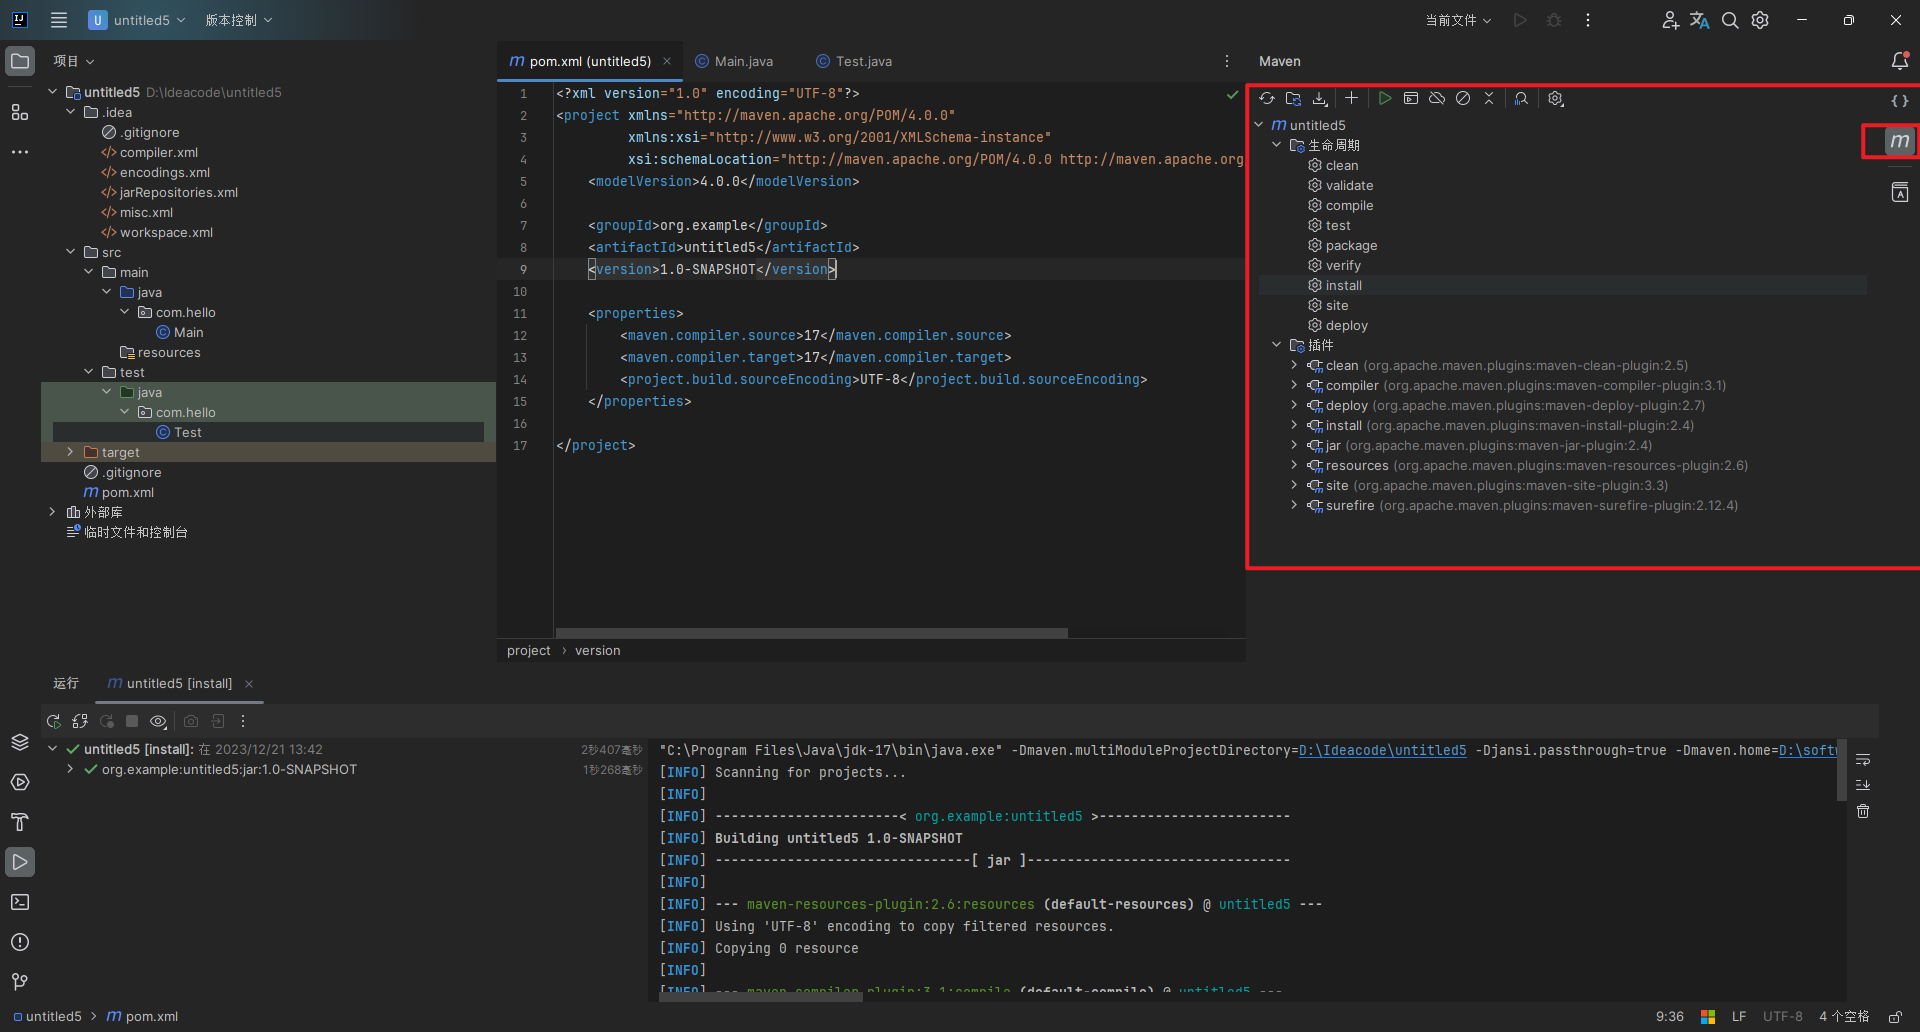 U untitled5 版本控制 当前文件
项目
untitled5 D:\Ideacode\untitled5
.idea
.gitignore
compiler.xml
encodings.xml
jarRepositories.xml
misc.xml
workspace.xml
src
main
java
com.hello
Main
resources
test
java
com.hello
Test
target
.gitignore
pom.xml
外部库
临时文件和控制台
pom.xml (untitled5) Main.java Test.java
1 <?xml version="1.0" encoding="UTF-8"?>
2 <project xmlns="http://maven.apache.org/POM/4.0.0"
3 xmlns:xsi="http://www.w3.org/2001/XMLSchema-instance"
4 xsi:schemaLocation="http://maven.apache.org/POM/4.0.0 http://maven.apache.org
5 <modelVersion>4.0.0</modelVersion>
6
7 <groupId>org.example</groupId>
8 <artifactId>untitled5</artifactId>
9 <version>1.0-SNAPSHOT</version>
10
11 <properties>
12 <maven.compiler.source>17</maven.compiler.source>
13 <maven.compiler.target>17</maven.compiler.target>
14 <project.build.sourceEncoding>UTF-8</project.build.sourceEncoding>
15 </properties>
16
17 </project>
project › version
Maven
untitled5
生命周期
clean
validate
compile
test
package
verify
install
site
deploy
插件
clean (org.apache.maven.plugins:maven-clean-plugin:2.5)
compiler (org.apache.maven.plugins:maven-compiler-plugin:3.1)
deploy (org.apache.maven.plugins:maven-deploy-plugin:2.7)
install (org.apache.maven.plugins:maven-install-plugin:2.4)
jar (org.apache.maven.plugins:maven-jar-plugin:2.4)
resources (org.apache.maven.plugins:maven-resources-plugin:2.6)
site (org.apache.maven.plugins:maven-site-plugin:3.3)
surefire (org.apache.maven.plugins:maven-surefire-plugin:2.12.4)
运行 untitled5 [install]
untitled5 [install]: 在 2023/12/21 13:42 2秒407毫秒
org.example:untitled5:jar:1.0-SNAPSHOT 1秒268毫秒
"C:\Program Files\Java\jdk-17\bin\java.exe" -Dmaven.multiModuleProjectDirectory=D:\Ideacode\untitled5 -Djansi.passthrough=true -Dmaven.home=D:\softw
[INFO] Scanning for projects...
[INFO]
[INFO] -----------------------< org.example:untitled5 >------------------------
[INFO] Building untitled5 1.0-SNAPSHOT
[INFO] --------------------------------[ jar ]---------------------------------
[INFO]
[INFO] --- maven-resources-plugin:2.6:resources (default-resources) @ untitled5 ---
[INFO] Using 'UTF-8' encoding to copy filtered resources.
[INFO] Copying 0 resource
[INFO]
[INFO] --- maven-compiler-plugin:3.1:compile (default-compile) @ untitled5 ---
untitled5 › pom.xml 9:36 LF UTF-8 4 个空格